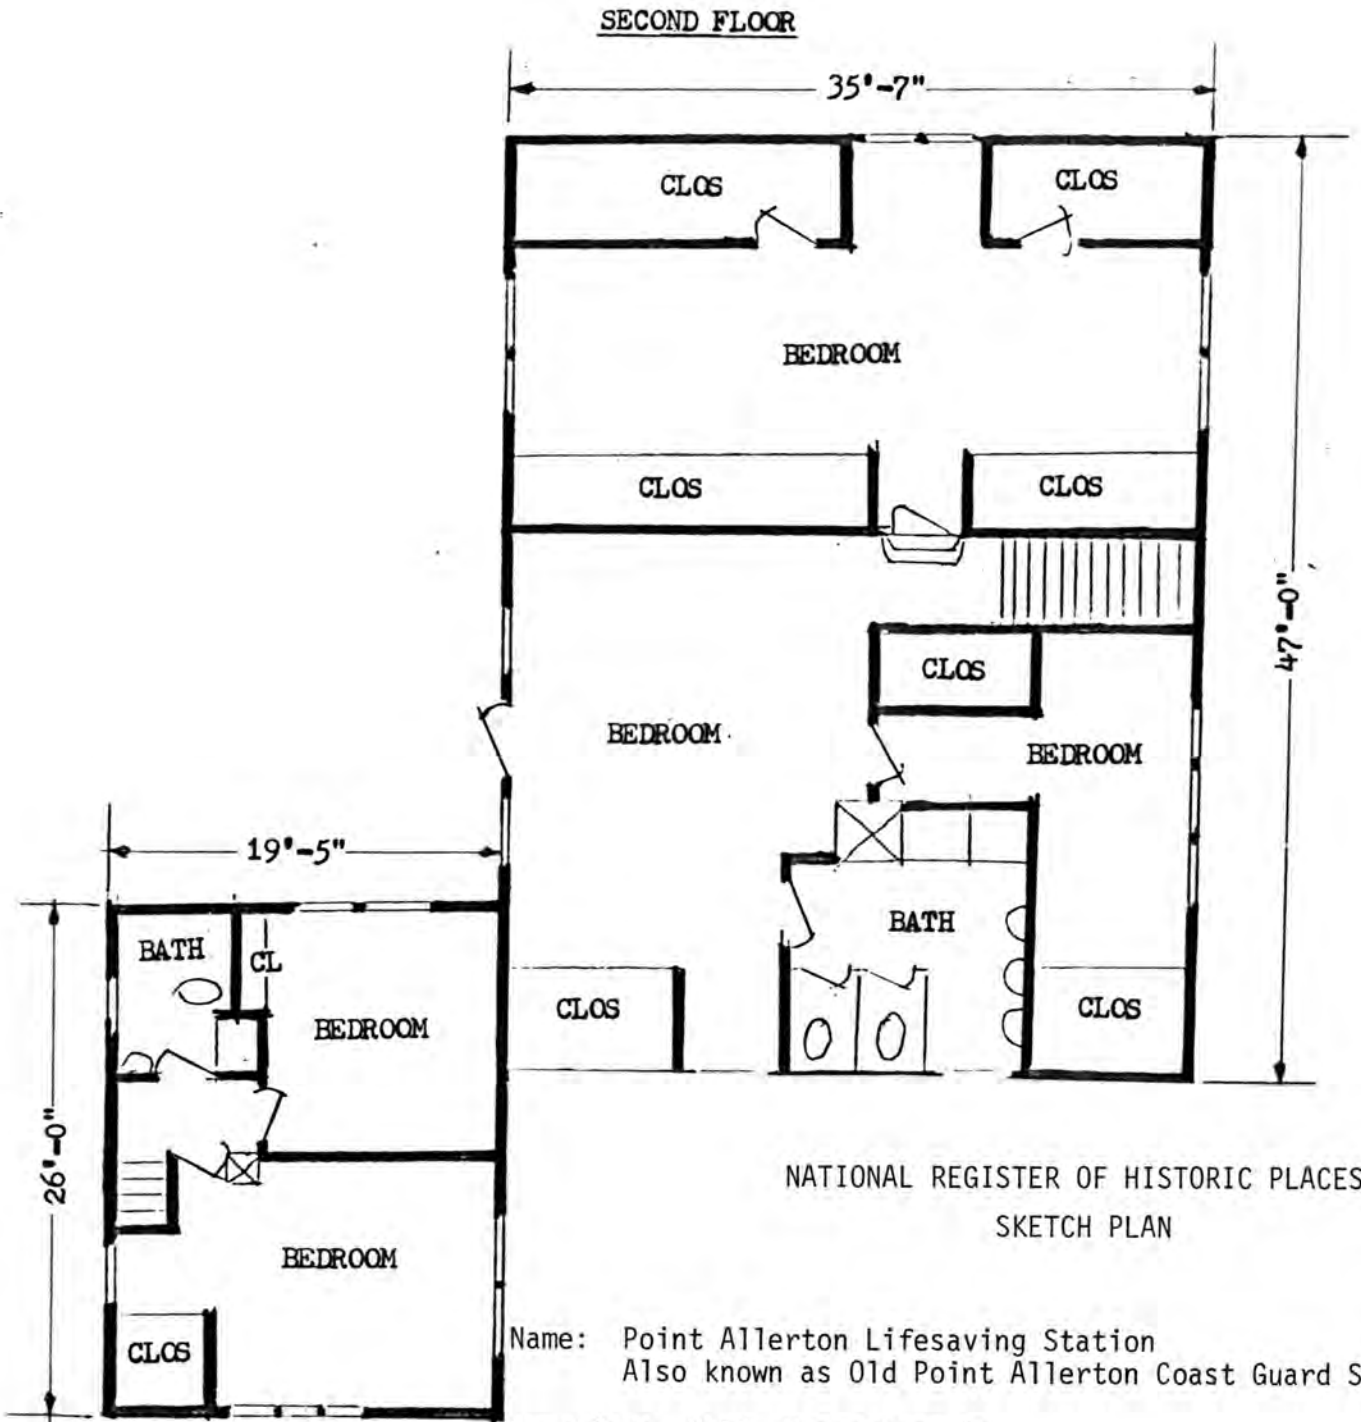 SECOND FLOOR
35'-7"
CLOS
CLOS
BEDROOM
CLOS
CLOS
47'-0"
CLOS
BEDROOM
BEDROOM
19'-5"
BATH
BATH
CL
CLOS
CLOS
BEDROOM
26'-0"
NATIONAL REGISTER OF HISTORIC PLACES
SKETCH PLAN
BEDROOM
Name: Point Allerton Lifesaving Station
Also known as Old Point Allerton Coast Guard S
CLOS